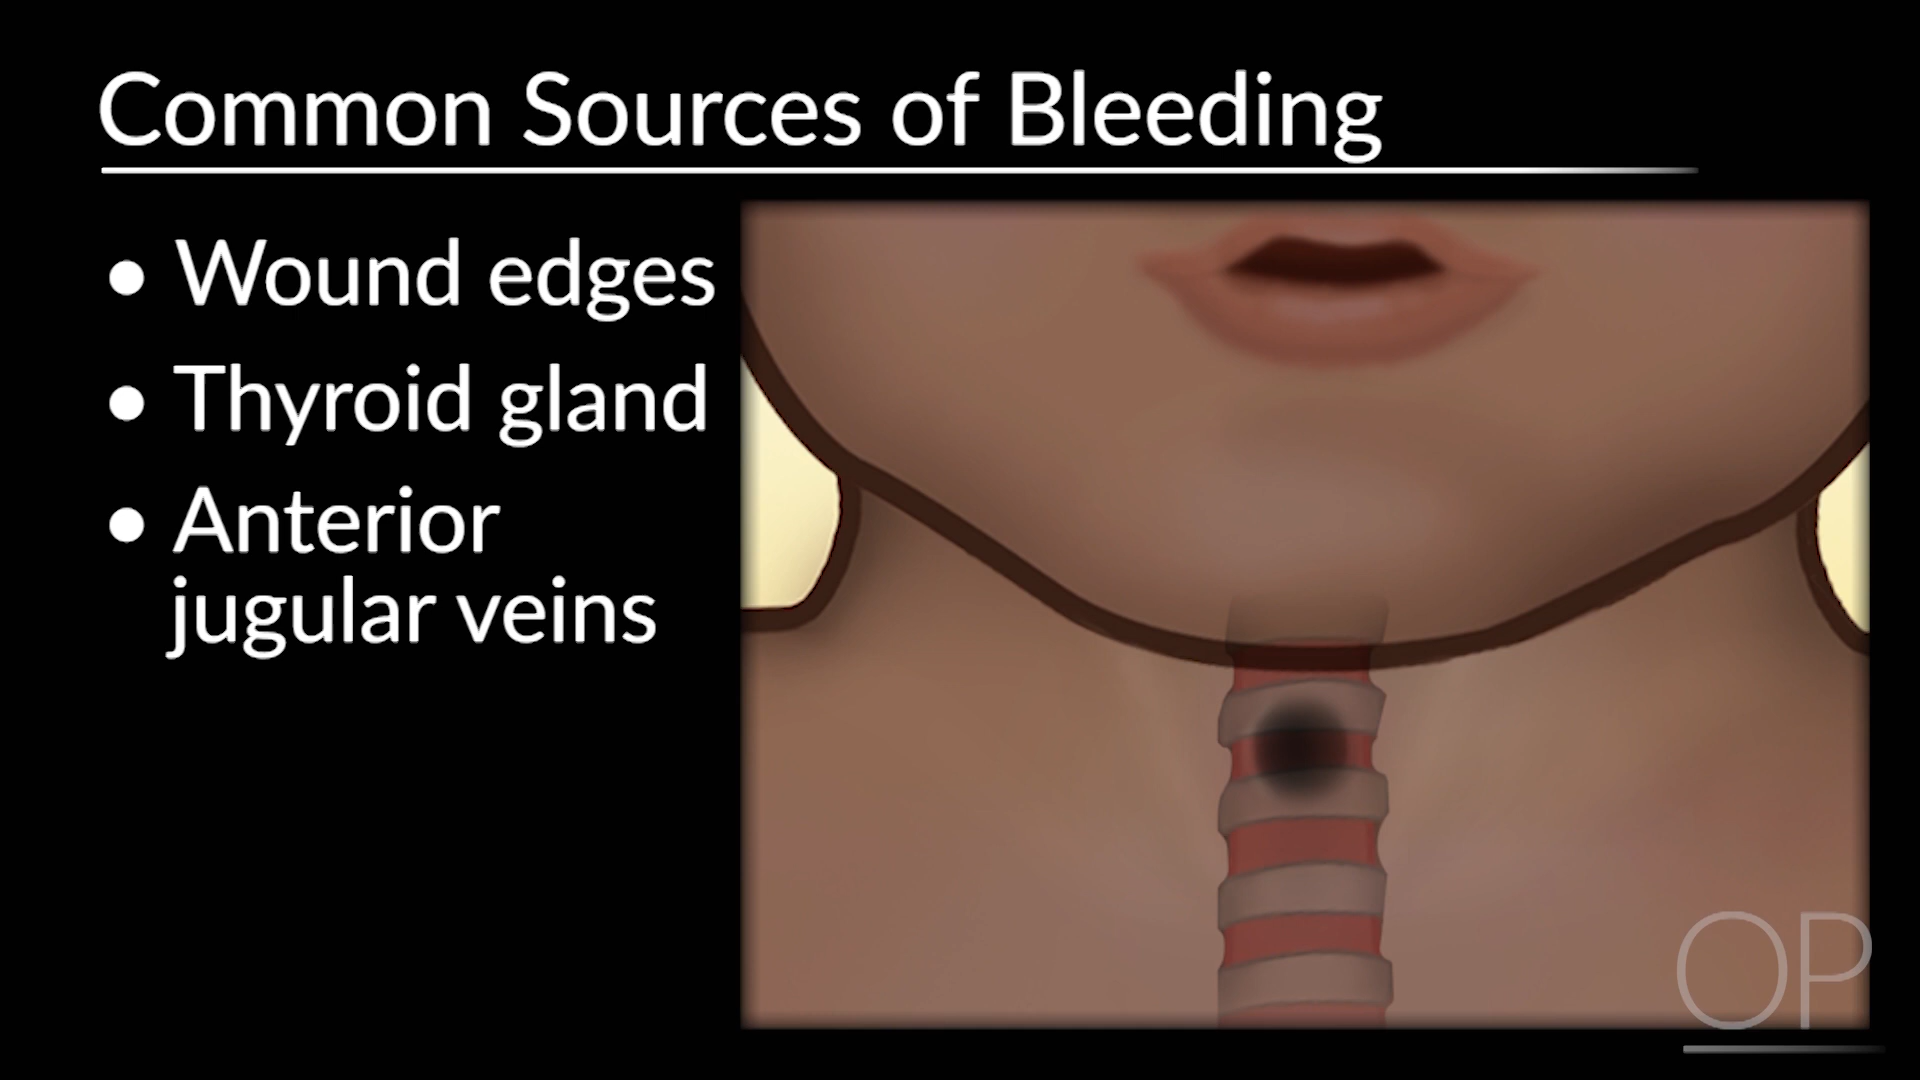 Common Sources of Bleeding
• Wound edges
• Thyroid gland
• Anterior
jugular veins
OP